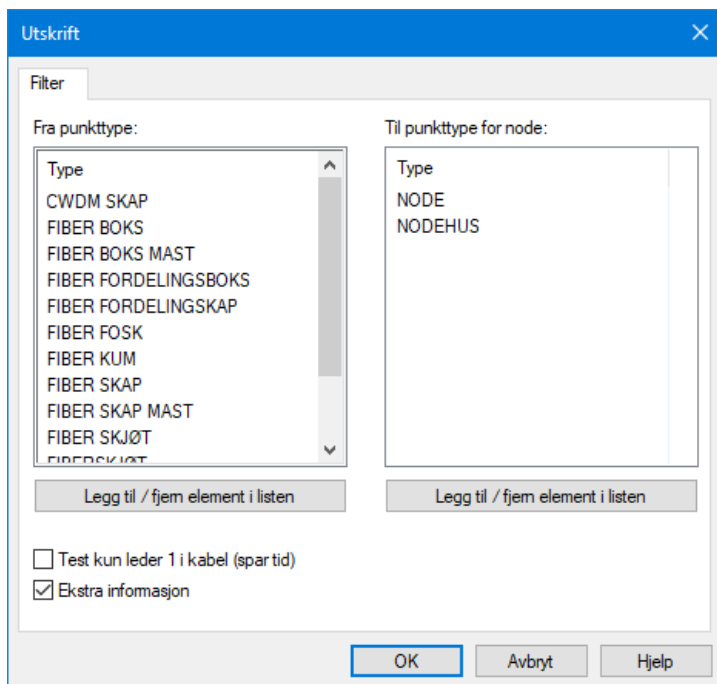 Utskrift
Filter
Fra punkttype:
Til punkttype for node:
Type
CWDM SKAP
FIBER BOKS
FIBER BOKS MAST
FIBER FORDELINGSBOKS
FIBER FORDELINGSKAP
FIBER FOSK
FIBER KUM
FIBER SKAP
FIBER SKAP MAST
FIBER SKJØT
FIBERSKJØT
Type
NODE
NODEHUS
Legg til / fjern element i listen
Legg til / fjern element i listen
Test kun leder 1 i kabel (spar tid)
Ekstra informasjon
OK
Avbryt
Hjelp